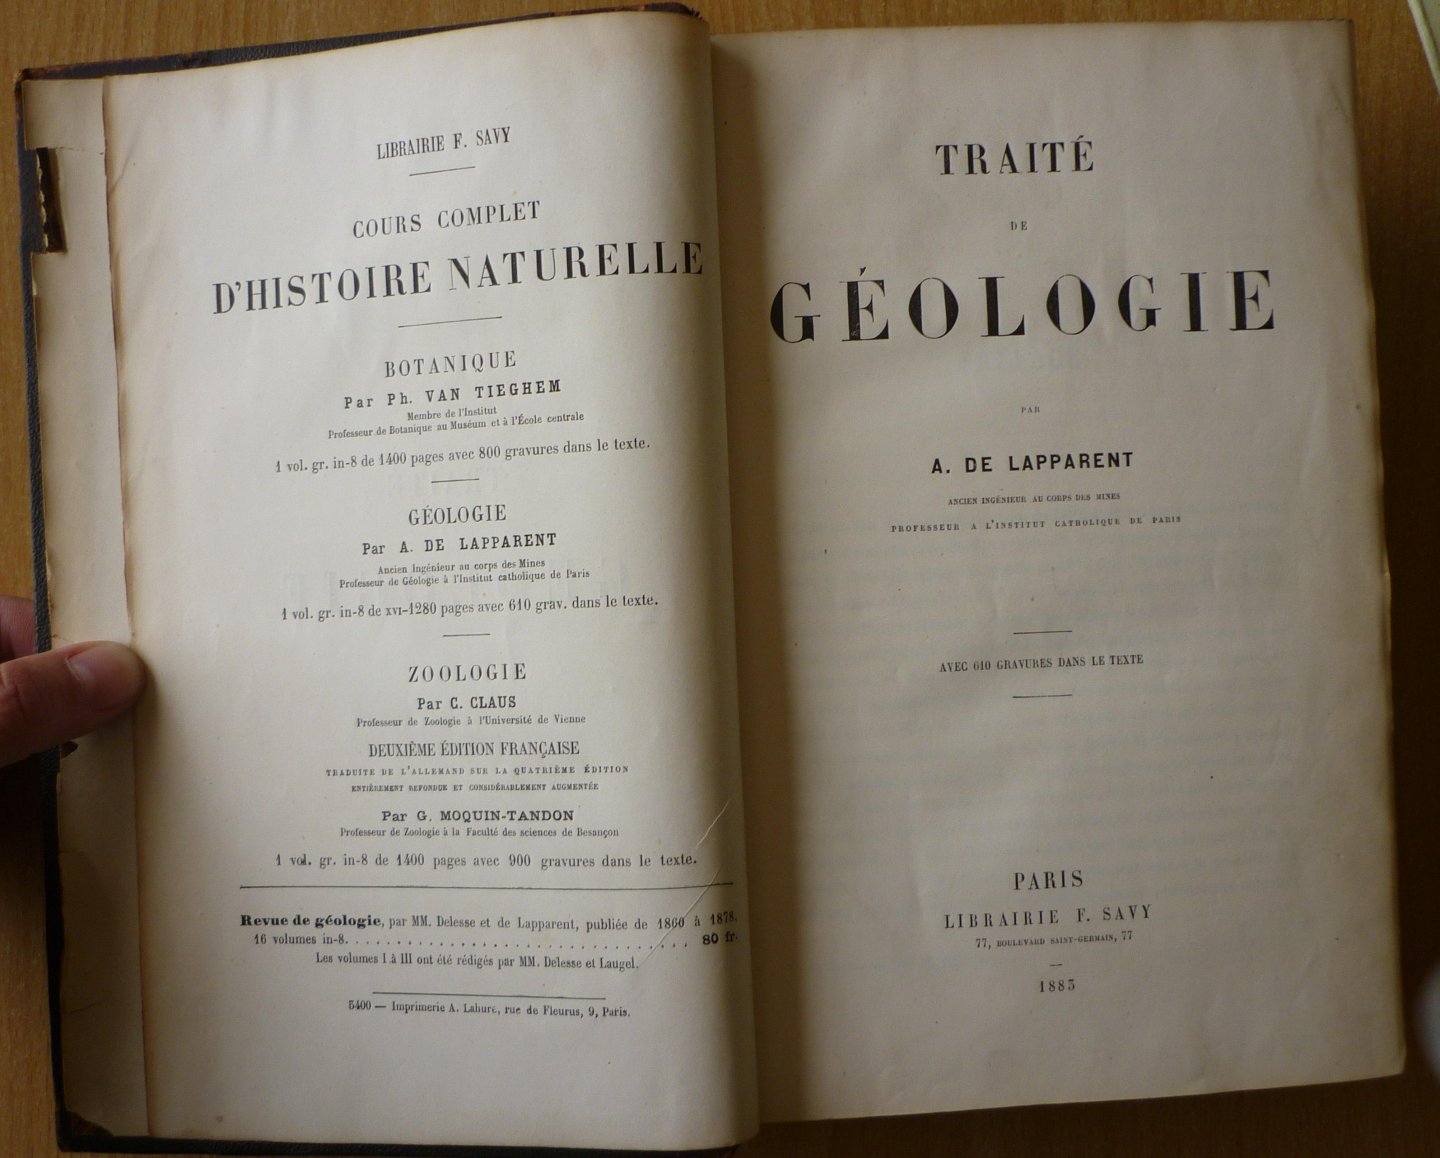 LIBRAIRIE F. SAVY
COURS COMPLET
D'HISTOIRE NATURELLE
BOTANIQUE
Par Ph. VAN TIEGHEM
Membre de l'Institut
Professeur de Botanique au Muséum et à l'École centrale
1 vol. gr. in-8 de 1400 pages avec 800 gravures dans le texte.
GÉOLOGIE
Par A. DE LAPPARENT
Ancien Ingénieur au corps des Mines
Professeur de Géologie à l'Institut catholique de Paris
1 vol. gr. in-8 de XVI-1280 pages avec 610 grav. dans le texte.
ZOOLOGIE
Par C. CLAUS
Professeur de Zoologie à l'Université de Vienne
DEUXIÈME ÉDITION FRANÇAISE
TRADUITE DE L'ALLEMAND SUR LA QUATRIÈME ÉDITION
ENTIÈREMENT REFONDUE ET CONSIDÉRABLEMENT AUGMENTÉE
Par G. MOQUIN-TANDON
Professeur de Zoologie à la Faculté des sciences de Besançon
1 vol. gr. in-8 de 1400 pages avec 900 gravures dans le texte.
Revue de géologie, par MM. Delesse et de Lapparent, publiée de 1860 à 1878.
16 volumes in-8. . . . . . . . . . . . . . . . . . . . . . . . . . . . . . 80 fr.
Les volumes I à III ont été rédigés par MM. Delesse et Laugel.
5400 — Imprimerie A. Lahure, rue de Fleurus, 9, Paris.
TRAITÉ
DE
GÉOLOGIE
PAR
A. DE LAPPARENT
ANCIEN INGÉNIEUR AU CORPS DES MINES
PROFESSEUR A L'INSTITUT CATHOLIQUE DE PARIS
AVEC 610 GRAVURES DANS LE TEXTE
PARIS
LIBRAIRIE F. SAVY
77, BOULEVARD SAINT-GERMAIN, 77
1883